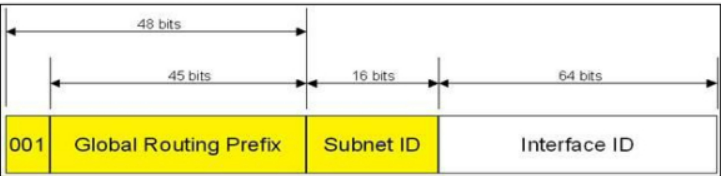 48 bits
45 bits 16 bits 64 bits
001 Global Routing Prefix Subnet ID Interface ID